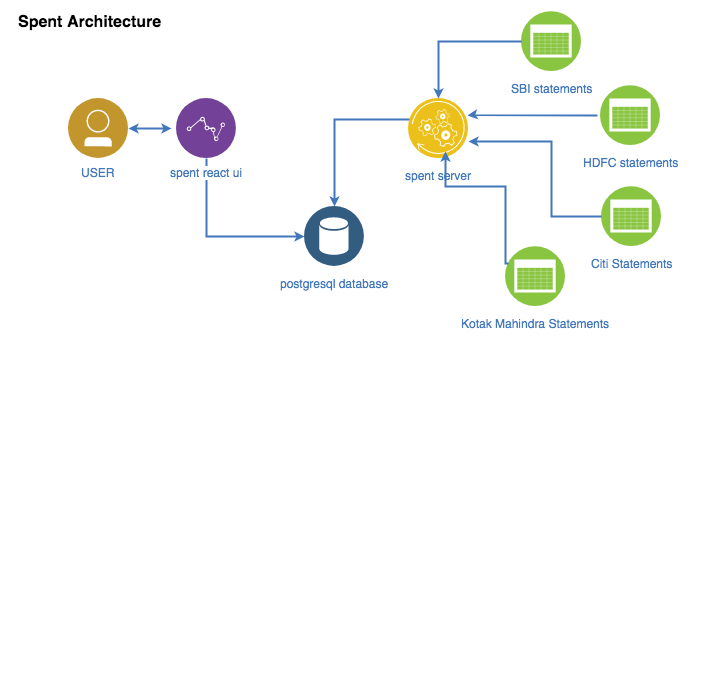 Spent Architecture
SBI statements
HDFC statements
USER
spent react ui
spent server
Citi Statements
postgresql database
Kotak Mahindra Statements